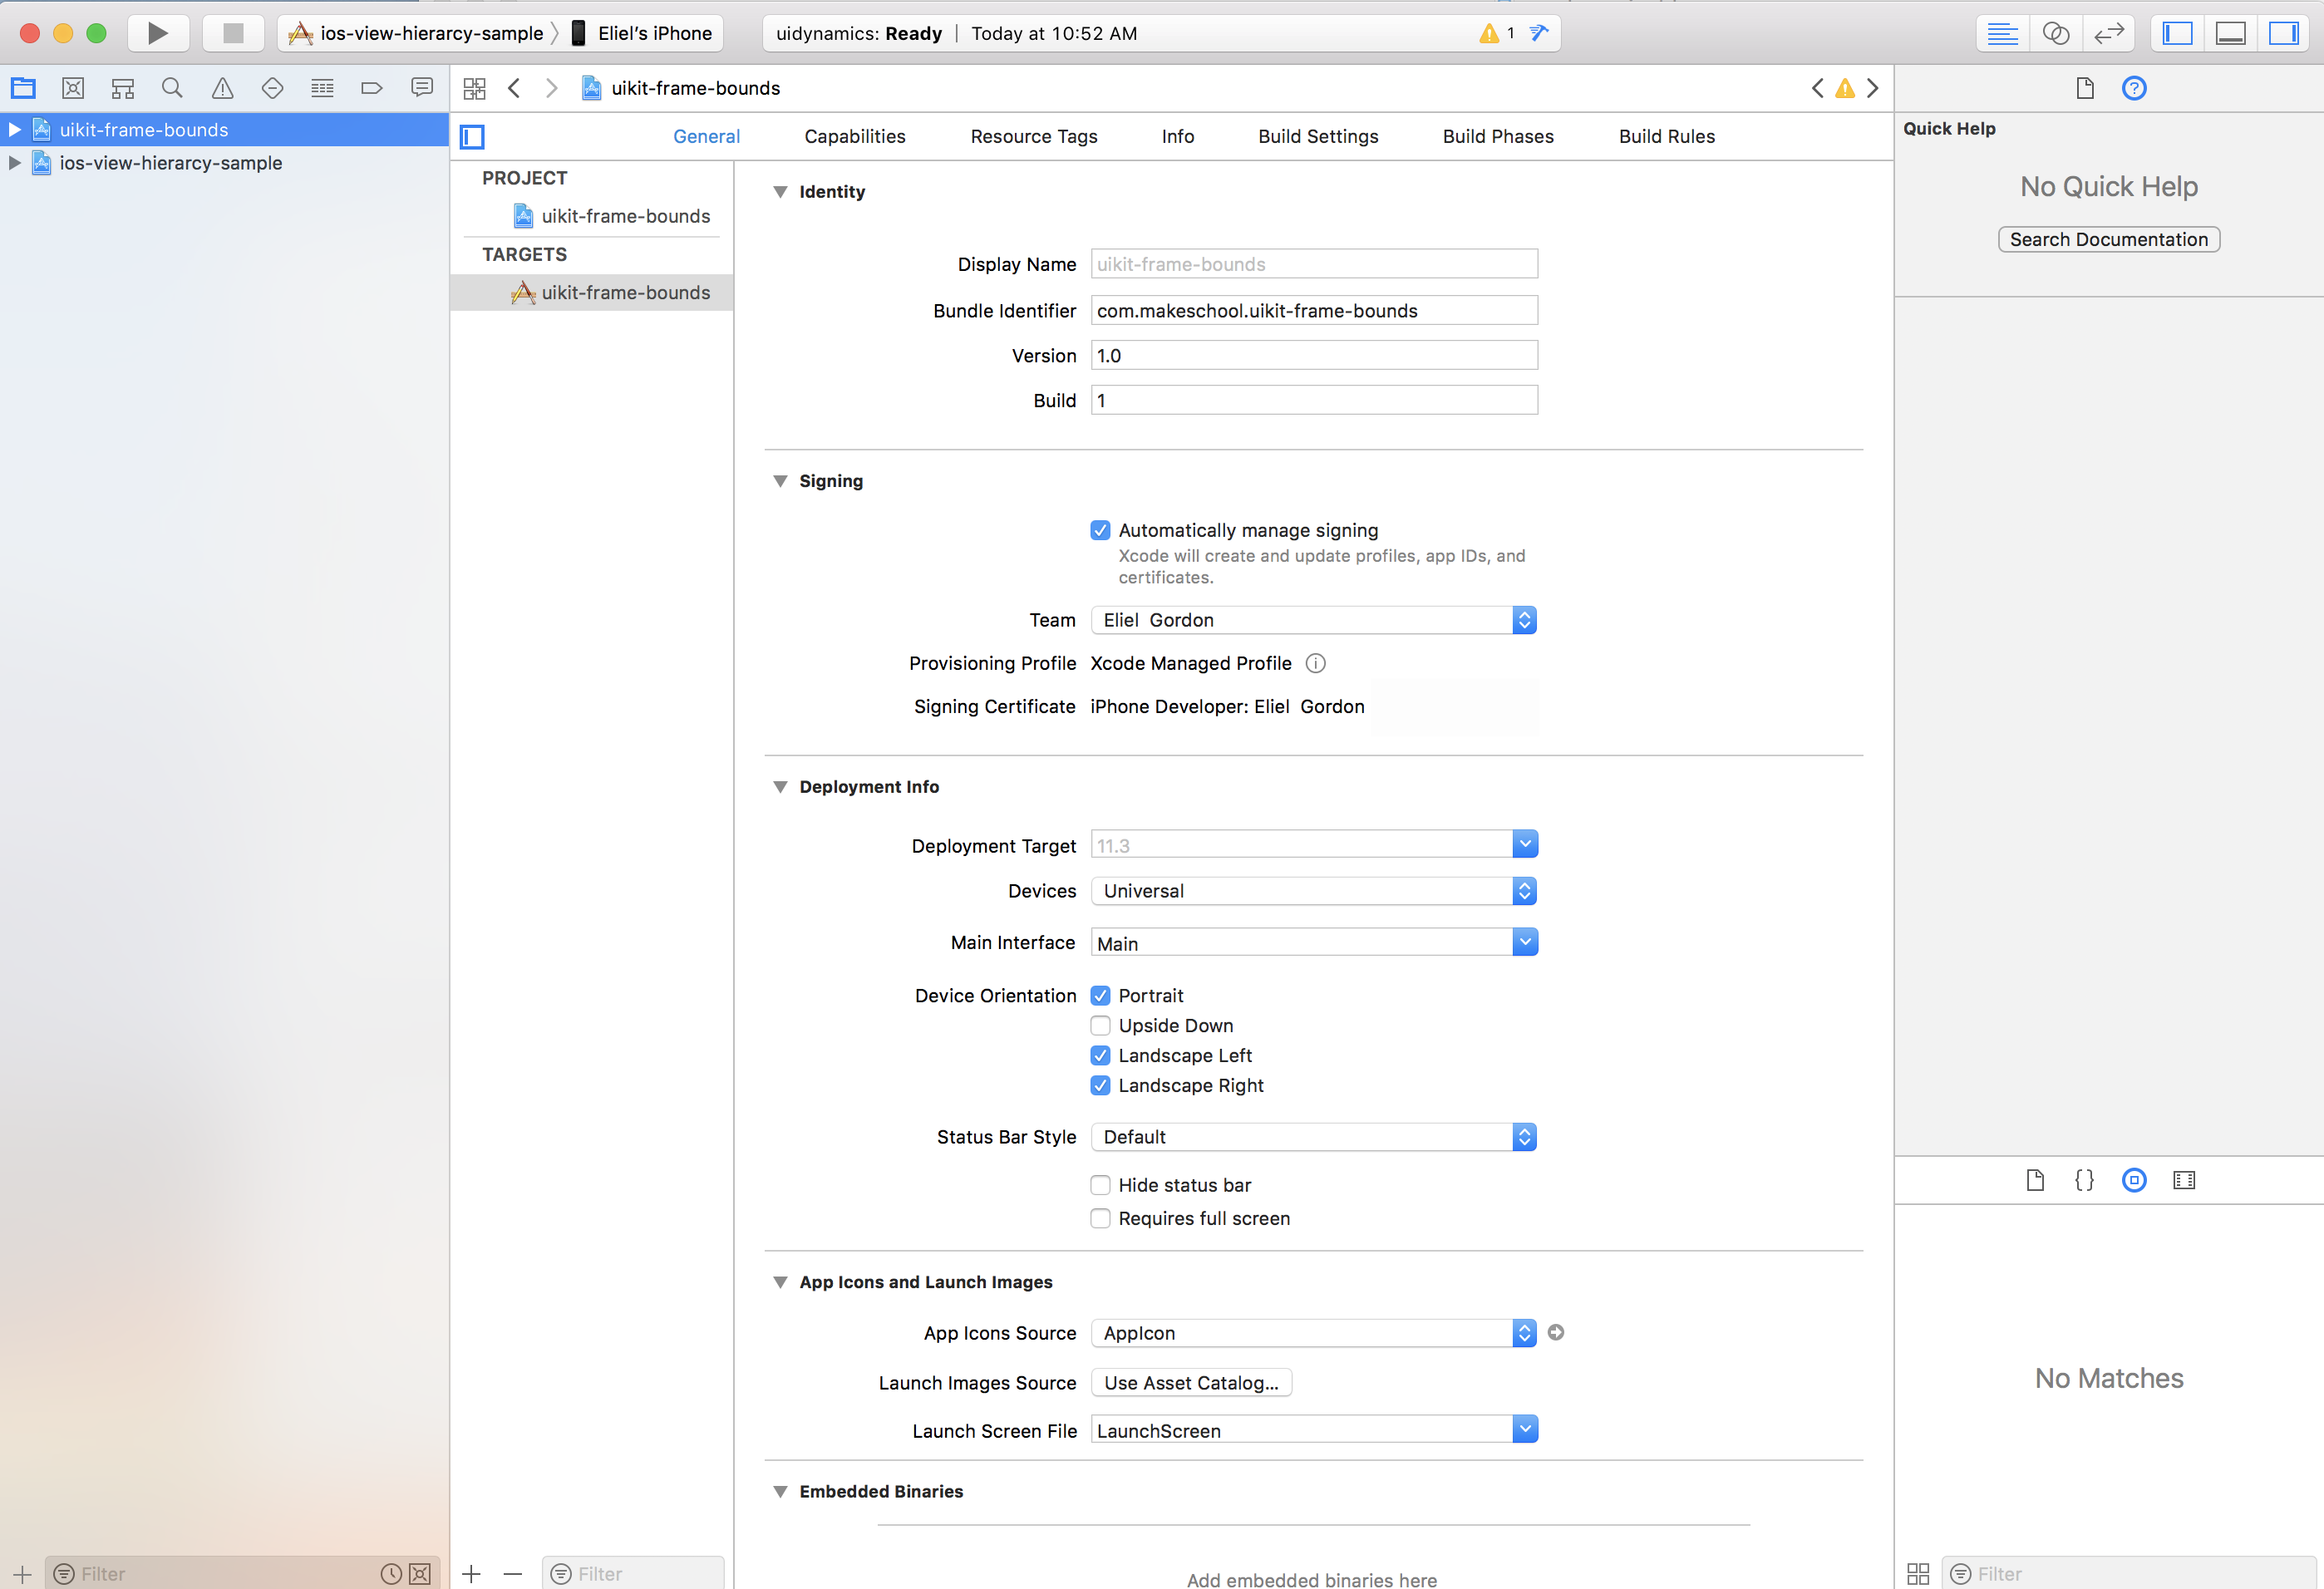 ios-view-hierarcy-sample
Eliel’s iPhone
uidynamics: Ready | Today at 10:52 AM
1
uikit-frame-bounds
ios-view-hierarcy-sample
uikit-frame-bounds
General
Capabilities
Resource Tags
Info
Build Settings
Build Phases
Build Rules
PROJECT
uikit-frame-bounds
TARGETS
uikit-frame-bounds
Identity
Display Name uikit-frame-bounds
Bundle Identifier com.makeschool.uikit-frame-bounds
Version 1.0
Build 1
Signing
Automatically manage signing
Xcode will create and update profiles, app IDs, and
certificates.
Team Eliel Gordon
Provisioning Profile Xcode Managed Profile
Signing Certificate iPhone Developer: Eliel Gordon
Deployment Info
Deployment Target 11.3
Devices Universal
Main Interface Main
Device Orientation Portrait
Upside Down
Landscape Left
Landscape Right
Status Bar Style Default
Hide status bar
Requires full screen
App Icons and Launch Images
App Icons Source AppIcon
Launch Images Source Use Asset Catalog...
Launch Screen File LaunchScreen
Embedded Binaries
Add embedded binaries here
Quick Help
No Quick Help
Search Documentation
{}
No Matches
Filter
Filter
Filter